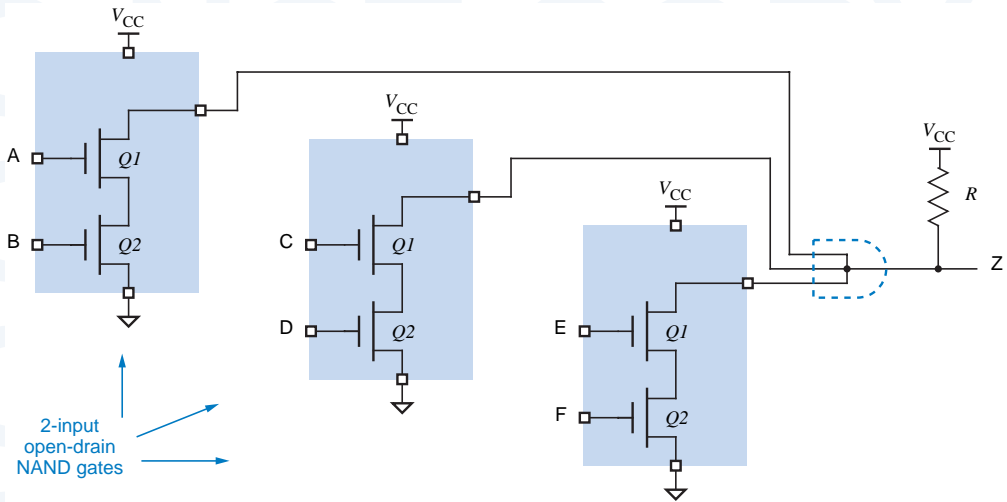 VCC
A
Q1
B
Q2
VCC
C
Q1
D
Q2
VCC
E
Q1
F
Q2
VCC
R
Z
2-input
open-drain
NAND gates